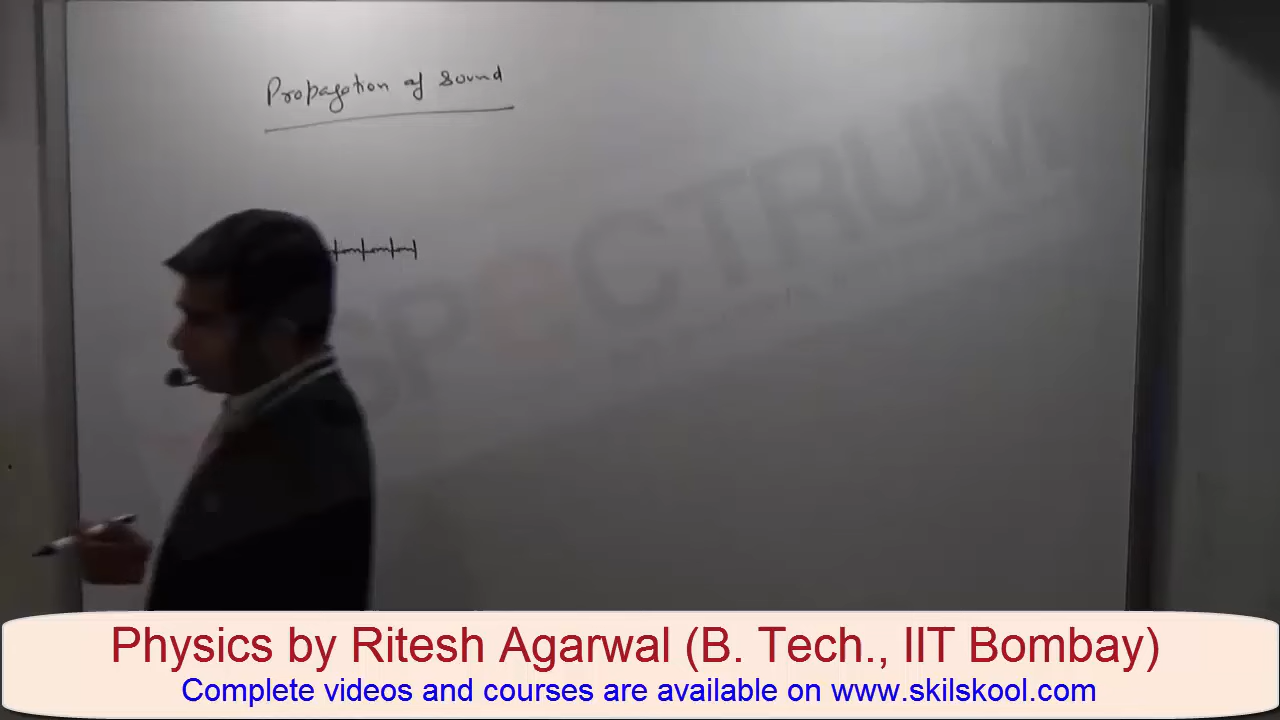 Propagation of Sound
SPECTRUM
Physics by Ritesh Agarwal (B. Tech., IIT Bombay)
Complete videos and courses are available on www.skilskool.com